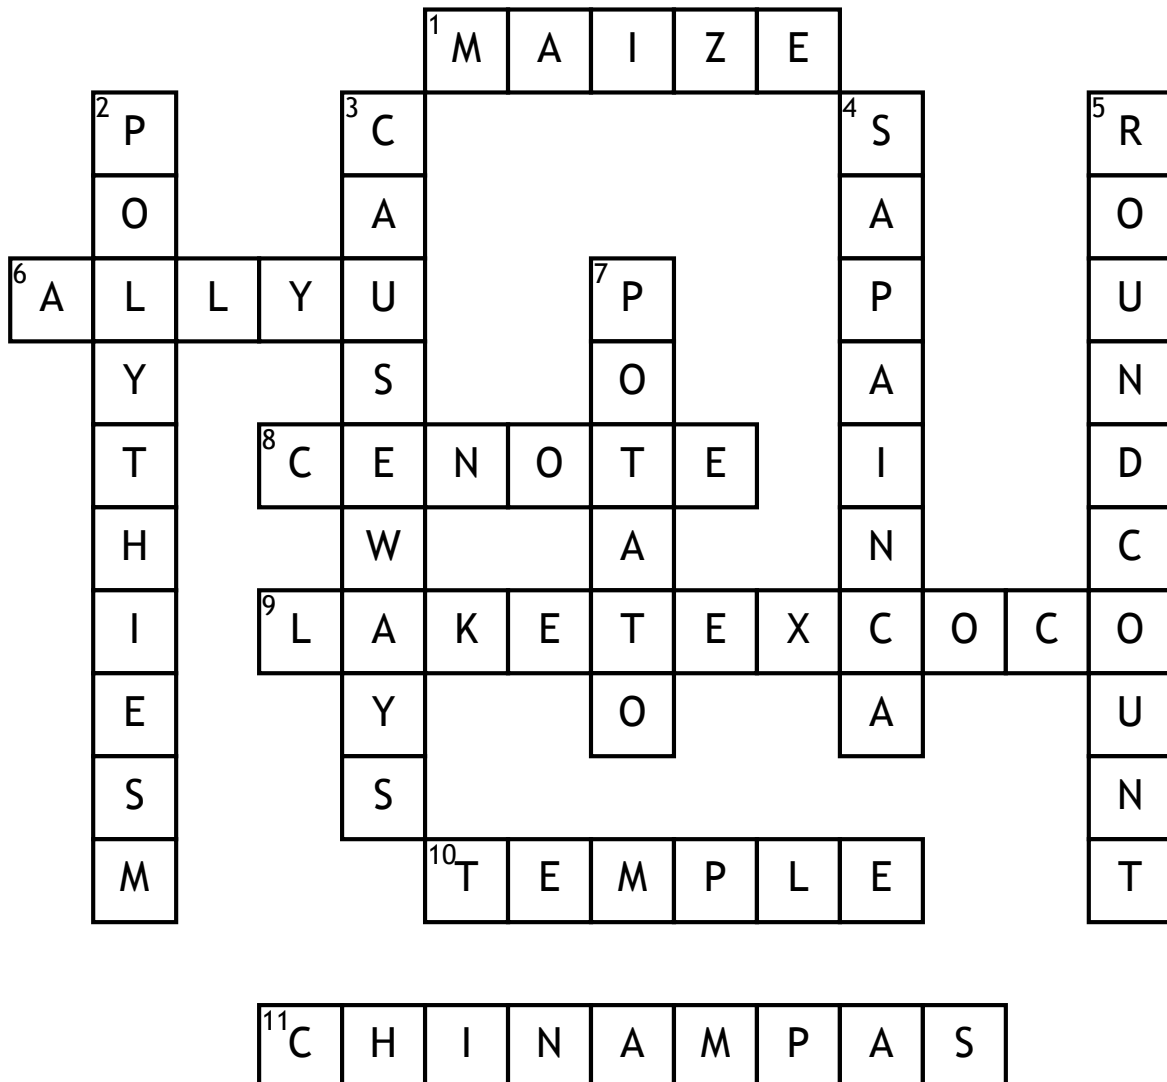 1 M A I Z E
2 P 3 C 4 S 5 R
O A A O
6 A L L Y U 7 P P U
Y S O A N
T 8 C E N O T E I D
H W A N C
I 9 L A K E T E X C O C O
E Y O A U
S S N
M 10 T E M P L E T
11 C H I N A M P A S